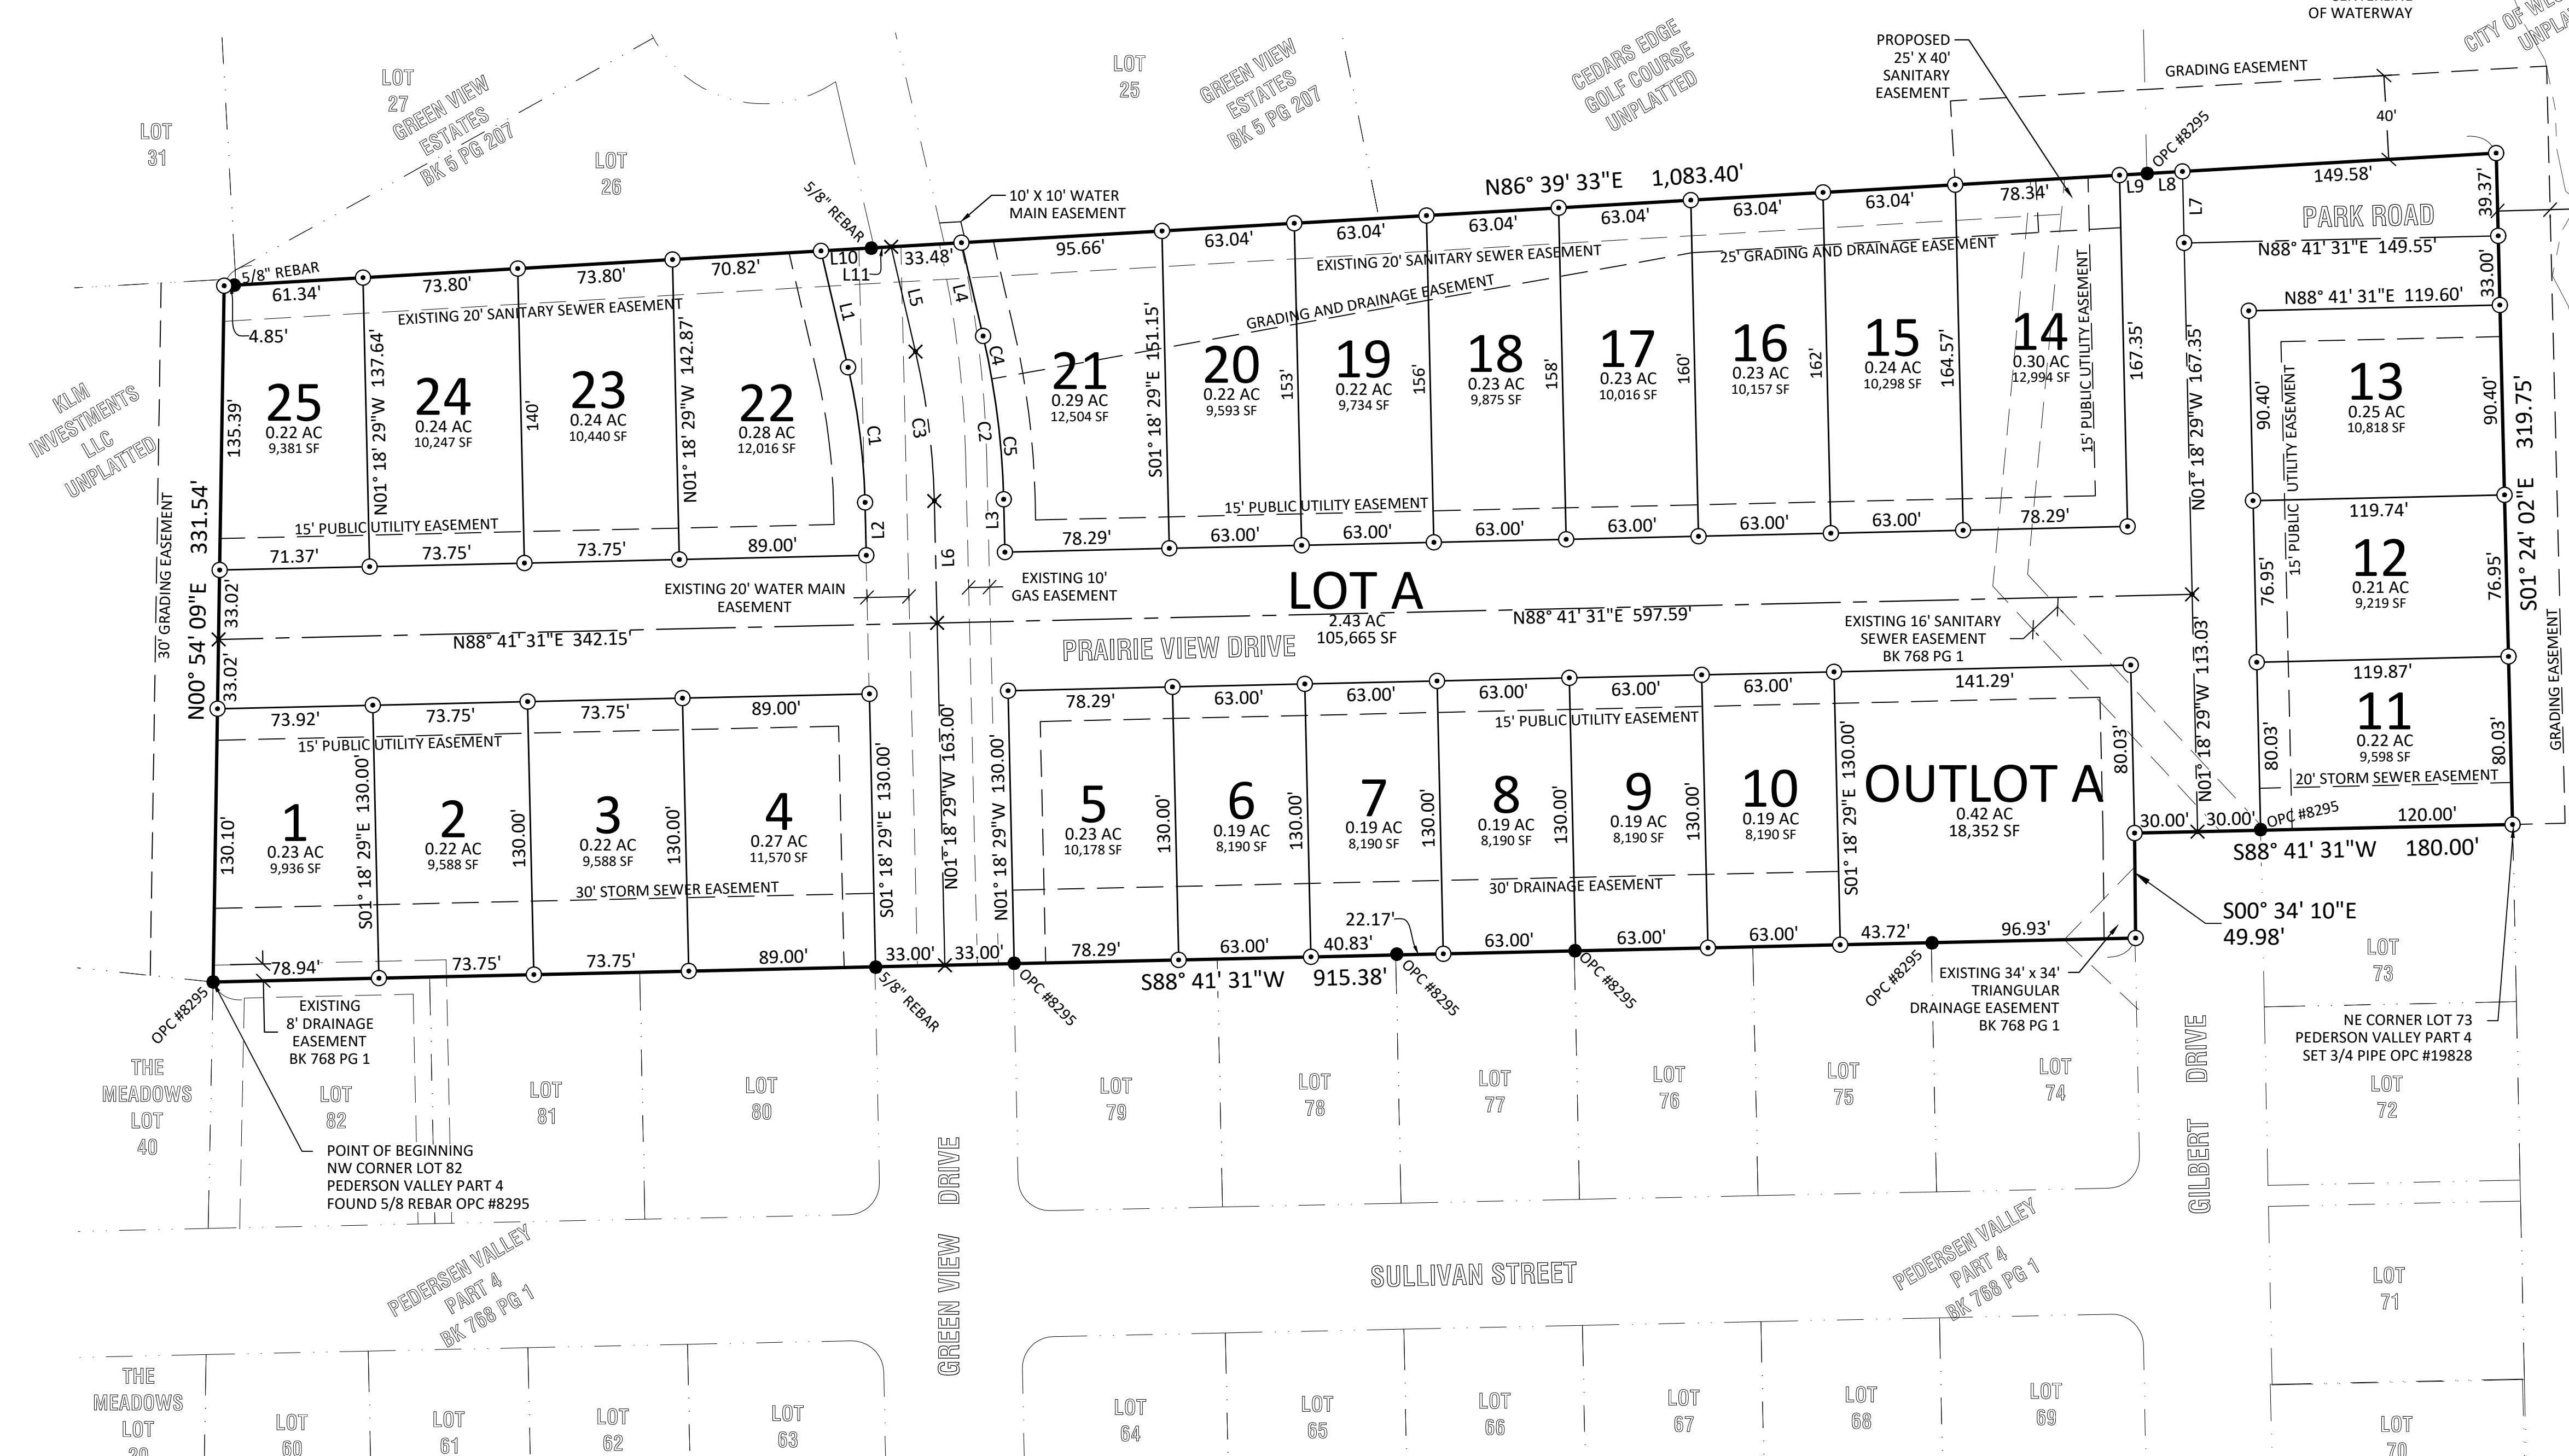 OF WATERWAY
CITY OF
UNPLATTED
PROPOSED
25' X 40'
SANITARY
EASEMENT
GRADING EASEMENT
40'
LOT
31
LOT
27
GREEN VIEW
ESTATES
BK 5 PG 207
LOT
26
LOT
25
GREEN VIEW
ESTATES
BK 5 PG 207
CEDARS EDGE
GOLF COURSE
UNPLATTED
OPC #8295
5/8" REBAR
10' X 10' WATER
MAIN EASEMENT
N86° 39' 33"E 1,083.40'
5/8" REBAR
61.34'
73.80'
73.80'
70.82'
L10
L11
33.48'
95.66'
63.04'
63.04'
63.04'
63.04'
63.04'
63.04'
78.34'
L9
L8
149.58'
39.37'
4.85'
EXISTING 20' SANITARY SEWER EASEMENT
EXISTING 20' SANITARY SEWER EASEMENT
25' GRADING AND DRAINAGE EASEMENT
GRADING AND DRAINAGE EASEMENT
L7
PARK ROAD
N88° 41' 31"E 149.55'
33.00'
N88° 41' 31"E 119.60'
KLM
INVESTMENTS
LLC
UNPLATTED
30' GRADING EASEMENT
N00° 54' 09"E 331.54'
135.39'
25
0.22 AC
9,381 SF
N01° 18' 29"W 137.64'
24
0.24 AC
10,247 SF
140'
23
0.24 AC
10,440 SF
N01° 18' 29"W 142.87'
22
0.28 AC
12,016 SF
L1
C1
L2
L5
C3
L6
L4
C4
C2
C5
L3
21
0.29 AC
12,504 SF
S01° 18' 29"E 151.15'
20
0.22 AC
9,593 SF
153'
19
0.22 AC
9,734 SF
156'
18
0.23 AC
9,875 SF
158'
17
0.23 AC
10,016 SF
160'
16
0.23 AC
10,157 SF
162'
15
0.24 AC
10,298 SF
164.57'
14
0.30 AC
12,994 SF
15' PUBLIC UTILITY EASEMENT
167.35'
N01° 18' 29"W 167.35'
90.40'
15' PUBLIC UTILITY EASEMENT
13
0.25 AC
10,818 SF
90.40'
S01° 24' 02"E 319.75'
15' PUBLIC UTILITY EASEMENT
15' PUBLIC UTILITY EASEMENT
71.37'
73.75'
73.75'
89.00'
78.29'
63.00'
63.00'
63.00'
63.00'
63.00'
63.00'
78.29'
119.74'
76.95'
12
0.21 AC
9,219 SF
76.95'
33.02'
EXISTING 20' WATER MAIN
EASEMENT
EXISTING 10'
GAS EASEMENT
LOT A
2.43 AC
105,665 SF
N88° 41' 31"E 342.15'
N88° 41' 31"E 597.59'
PRAIRIE VIEW DRIVE
EXISTING 16' SANITARY
SEWER EASEMENT
BK 768 PG 1
33.02'
N01° 18' 29"W 113.03'
119.87'
11
0.22 AC
9,598 SF
80.03'
80.03'
20' STORM SEWER EASEMENT
GRADING EASEMENT
73.92'
73.75'
73.75'
89.00'
78.29'
63.00'
63.00'
63.00'
63.00'
63.00'
141.29'
15' PUBLIC UTILITY EASEMENT
15' PUBLIC UTILITY EASEMENT
130.10'
1
0.23 AC
9,936 SF
S01° 18' 29"E 130.00'
2
0.22 AC
9,588 SF
130.00'
3
0.22 AC
9,588 SF
130.00'
4
0.27 AC
11,570 SF
S01° 18' 29"E 130.00'
N01° 18' 29"W 163.00'
N01° 18' 29"W 130.00'
5
0.23 AC
10,178 SF
130.00'
6
0.19 AC
8,190 SF
130.00'
7
0.19 AC
8,190 SF
130.00'
8
0.19 AC
8,190 SF
130.00'
9
0.19 AC
8,190 SF
130.00'
10
0.19 AC
8,190 SF
S01° 18' 29"E 130.00'
OUTLOT A
0.42 AC
18,352 SF
80.03'
30.00'
30.00'
OPC #8295
120.00'
S88° 41' 31"W 180.00'
30' STORM SEWER EASEMENT
30' DRAINAGE EASEMENT
22.17'
S00° 34' 10"E
49.98'
78.94'
73.75'
73.75'
89.00'
33.00'
33.00'
78.29'
63.00'
40.83'
63.00'
63.00'
63.00'
43.72'
96.93'
S88° 41' 31"W 915.38'
OPC #8295
5/8" REBAR
OPC #8295
OPC #8295
OPC #8295
OPC #8295
EXISTING
8' DRAINAGE
EASEMENT
BK 768 PG 1
EXISTING 34' x 34'
TRIANGULAR
DRAINAGE EASEMENT
BK 768 PG 1
LOT
73
NE CORNER LOT 73
PEDERSON VALLEY PART 4
SET 3/4 PIPE OPC #19828
THE
MEADOWS
LOT
40
LOT
82
LOT
81
LOT
80
LOT
79
LOT
78
LOT
77
LOT
76
LOT
75
LOT
74
LOT
72
POINT OF BEGINNING
NW CORNER LOT 82
PEDERSON VALLEY PART 4
FOUND 5/8 REBAR OPC #8295
GREEN VIEW DRIVE
GILBERT DRIVE
PEDERSEN VALLEY
PART 4
BK 768 PG 1
SULLIVAN STREET
PEDERSEN VALLEY
PART 4
BK 768 PG 1
LOT
71
THE
MEADOWS
LOT
LOT
60
LOT
61
LOT
62
LOT
63
LOT
64
LOT
65
LOT
66
LOT
67
LOT
68
LOT
69
LOT
70